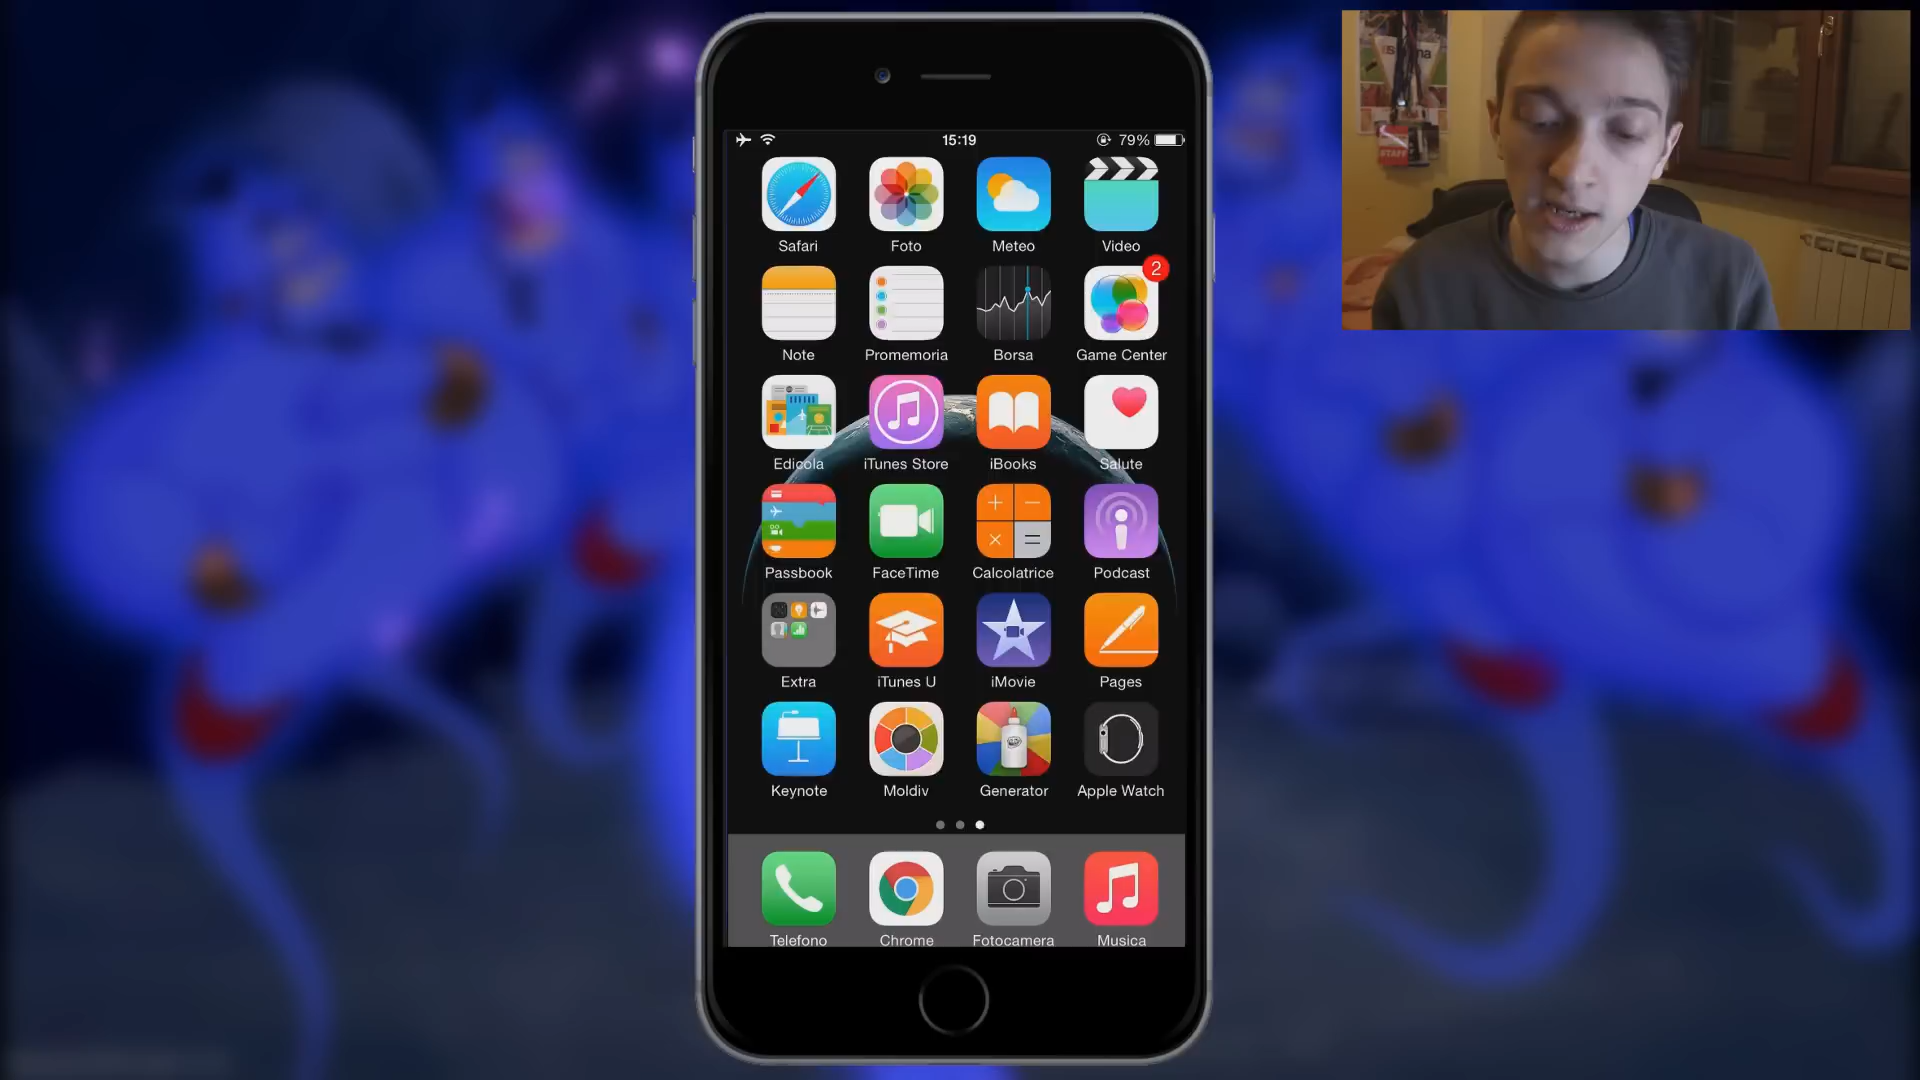 15:19 79%
Safari Foto Meteo Video
2
Note Promemoria Borsa Game Center
Edicola iTunes Store iBooks Salute
Passbook FaceTime Calcolatrice Podcast
Extra iTunes U iMovie Pages
Keynote Moldiv Generator Apple Watch
Telefono Chrome Fotocamera Musica
STAFF